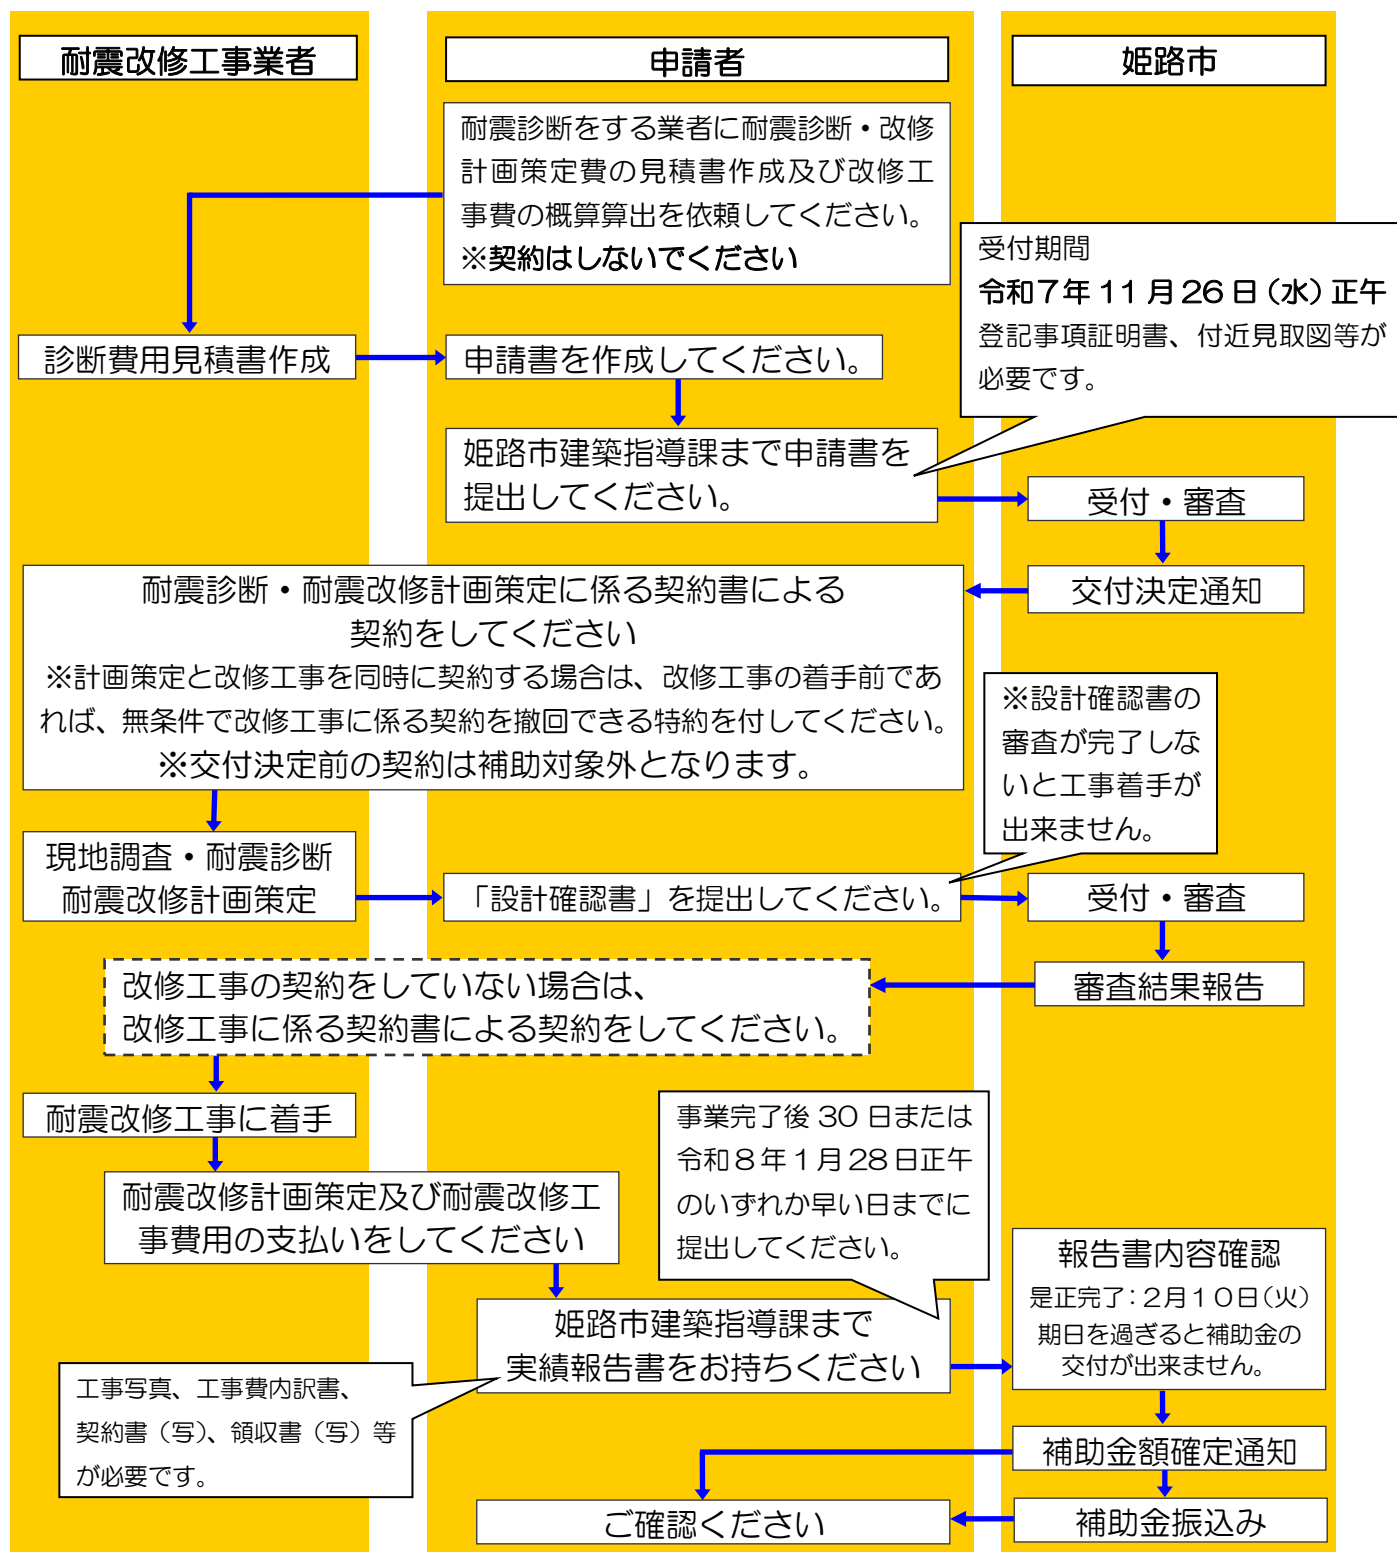 耐震改修工事業者
申請者
姫路市
耐震診断をする業者に耐震診断・改修
計画策定費の見積書作成及び改修工
事費の概算算出を依頼してください。
※契約はしないでください
受付期間
令和7年11月26日(水)正午
登記事項証明書、付近見取図等が
必要です。
診断費用見積書作成
申請書を作成してください。
姫路市建築指導課まで申請書を
提出してください。
受付・審査
交付決定通知
耐震診断・耐震改修計画策定に係る契約書による
契約をしてください
※計画策定と改修工事を同時に契約する場合は、改修工事の着手前であ
れば、無条件で改修工事に係る契約を撤回できる特約を付してください。
※交付決定前の契約は補助対象外となります。
※設計確認書の
審査が完了しな
いと工事着手が
出来ません。
現地調査・耐震診断
耐震改修計画策定
「設計確認書」を提出してください。
受付・審査
審査結果報告
改修工事の契約をしていない場合は、
改修工事に係る契約書による契約をしてください。
耐震改修工事に着手
事業完了後30日または
令和8年1月28日正午
のいずれか早い日までに
提出してください。
耐震改修計画策定及び耐震改修工
事費用の支払いをしてください
報告書内容確認
是正完了:2月10日(火)
期日を過ぎると補助金の
交付が出来ません。
姫路市建築指導課まで
実績報告書をお持ちください
工事写真、工事費内訳書、
契約書(写)、領収書(写)等
が必要です。
補助金額確定通知
ご確認ください
補助金振込み